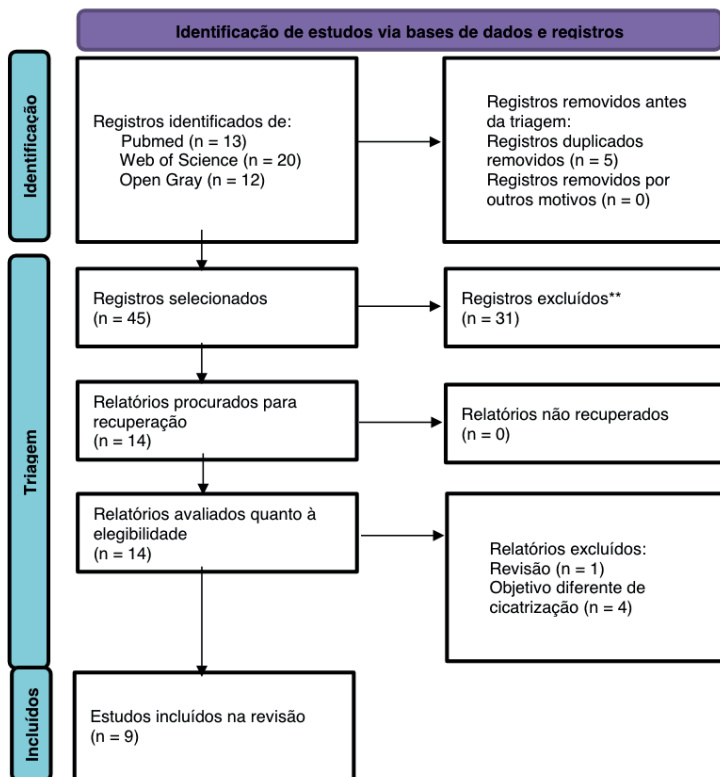 Identificação de estudos via bases de dados e registros
Identificação
Registros identificados de:
Pubmed (n = 13)
Web of Science (n = 20)
Open Gray (n = 12)
Registros removidos antes
da triagem:
Registros duplicados
removidos (n = 5)
Registros removidos por
outros motivos (n = 0)
Triagem
Registros selecionados
(n = 45)
Registros excluídos**
(n = 31)
Relatórios procurados para
recuperação
(n = 14)
Relatórios não recuperados
(n = 0)
Relatórios avaliados quanto à
elegibilidade
(n = 14)
Relatórios excluídos:
Revisão (n = 1)
Objetivo diferente de
cicatrização (n = 4)
Incluídos
Estudos incluídos na revisão
(n = 9)